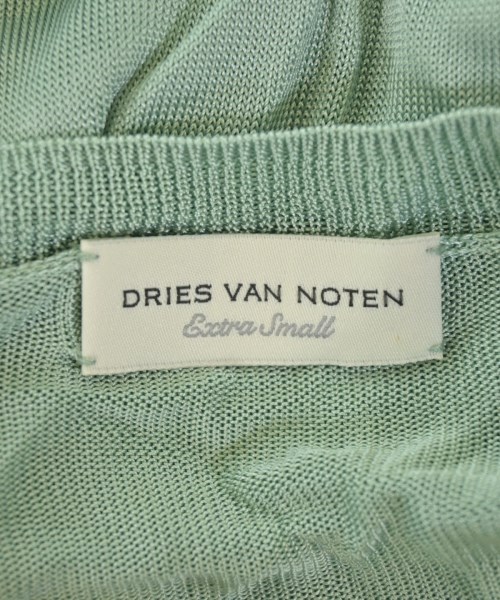 DRIES VAN NOTEN
Extra Small